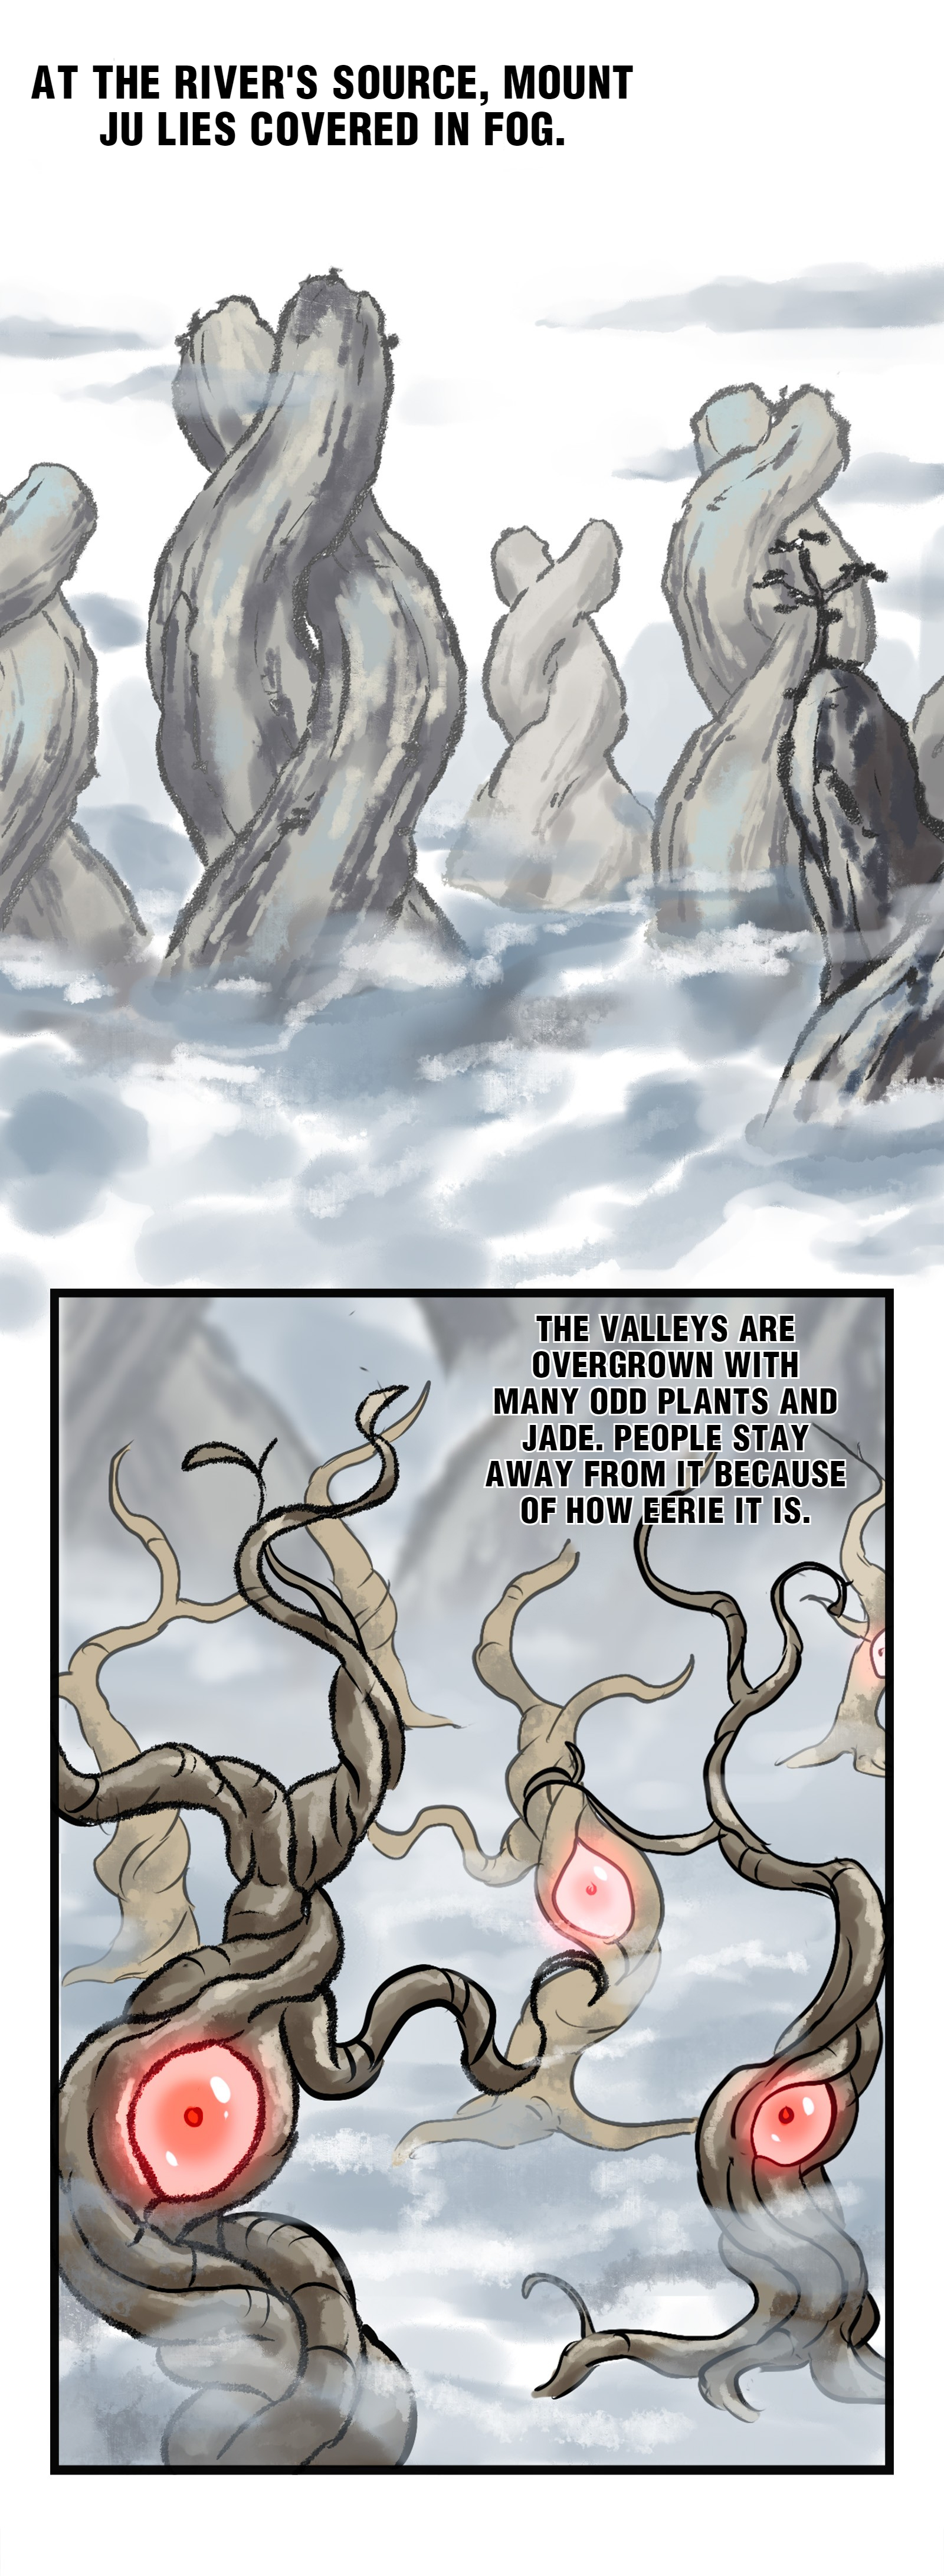 AT THE RIVER'S SOURCE, MOUNT
JU LIES COVERED IN FOG.
THE VALLEYS ARE
OVERGROWN WITH
MANY ODD PLANTS AND
JADE. PEOPLE STAY
AWAY FROM IT BECAUSE
OF HOW EERIE IT IS.